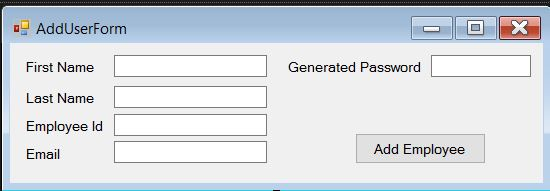 AddUserForm
First Name
Generated Password
Last Name
Employee Id
Email
Add Employee